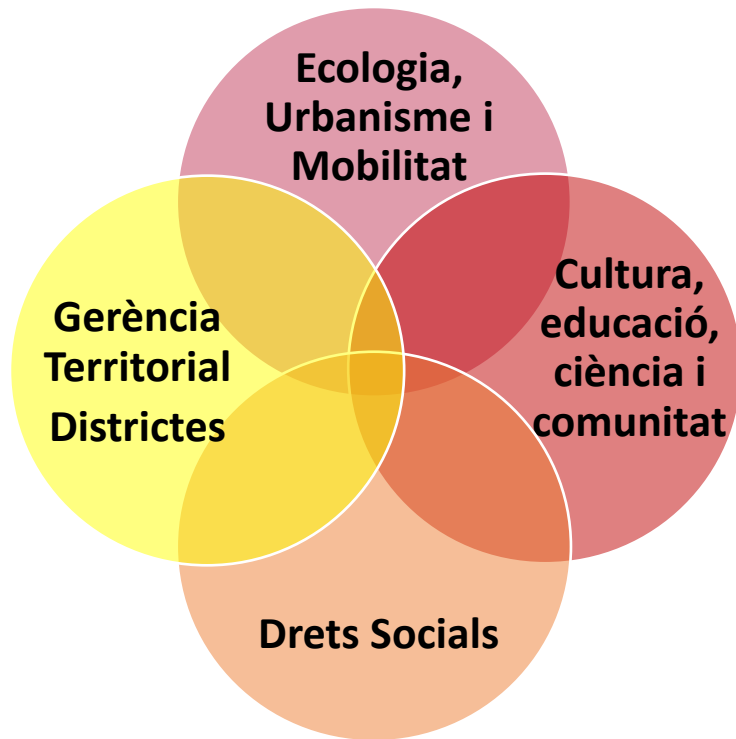 Ecologia,
Urbanisme i
Mobilitat
Cultura,
educació,
ciència i
comunitat
Gerència
Territorial
Districtes
Drets Socials